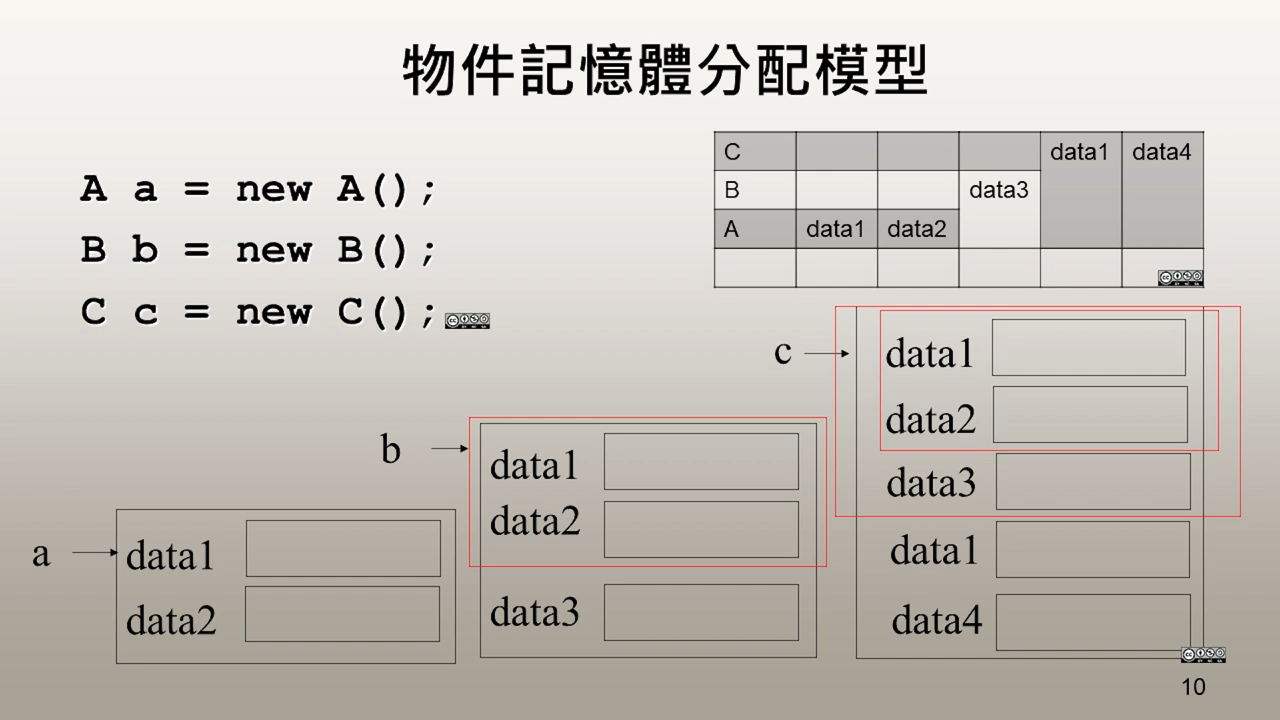 物件記憶體分配模型
A a = new A();
B b = new B();
C c = new C();
C data1 data4
B data3
A data1 data2
c
data1
data2
data3
data1
data4
b
data1
data2
data3
a
data1
data2
10